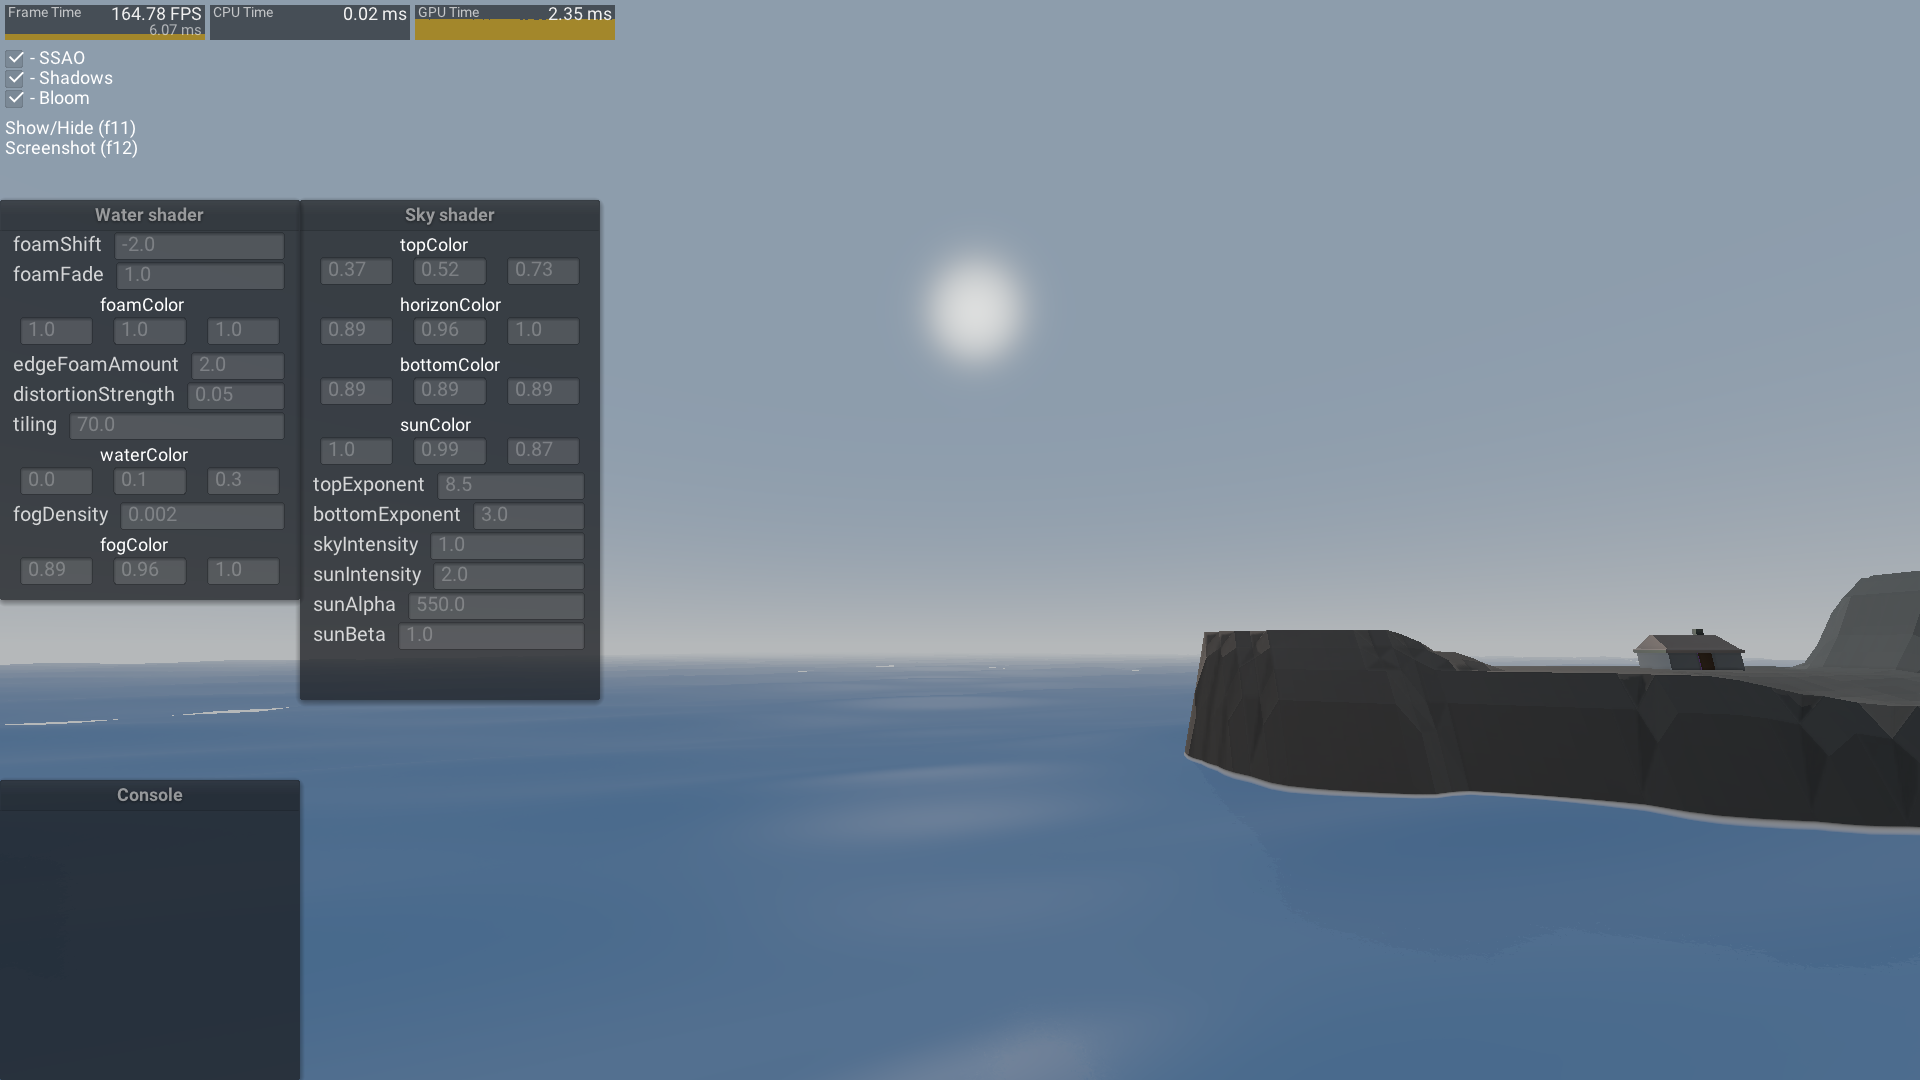 Frame Time 164.78 FPS CPU Time 0.02 ms GPU Time 2.35 ms
6.07 ms
- SSAO
- Shadows
- Bloom
Show/Hide (f11)
Screenshot (f12)
Water shader
foamShift -2.0
foamFade 1.0
foamColor
1.0 1.0 1.0
edgeFoamAmount 2.0
distortionStrength 0.05
tiling 70.0
waterColor
0.0 0.1 0.3
fogDensity 0.002
fogColor
0.89 0.96 1.0
Sky shader
topColor
0.37 0.52 0.73
horizonColor
0.89 0.96 1.0
bottomColor
0.89 0.89 0.89
sunColor
1.0 0.99 0.87
topExponent 8.5
bottomExponent 3.0
skyIntensity 1.0
sunIntensity 2.0
sunAlpha 550.0
sunBeta 1.0
Console